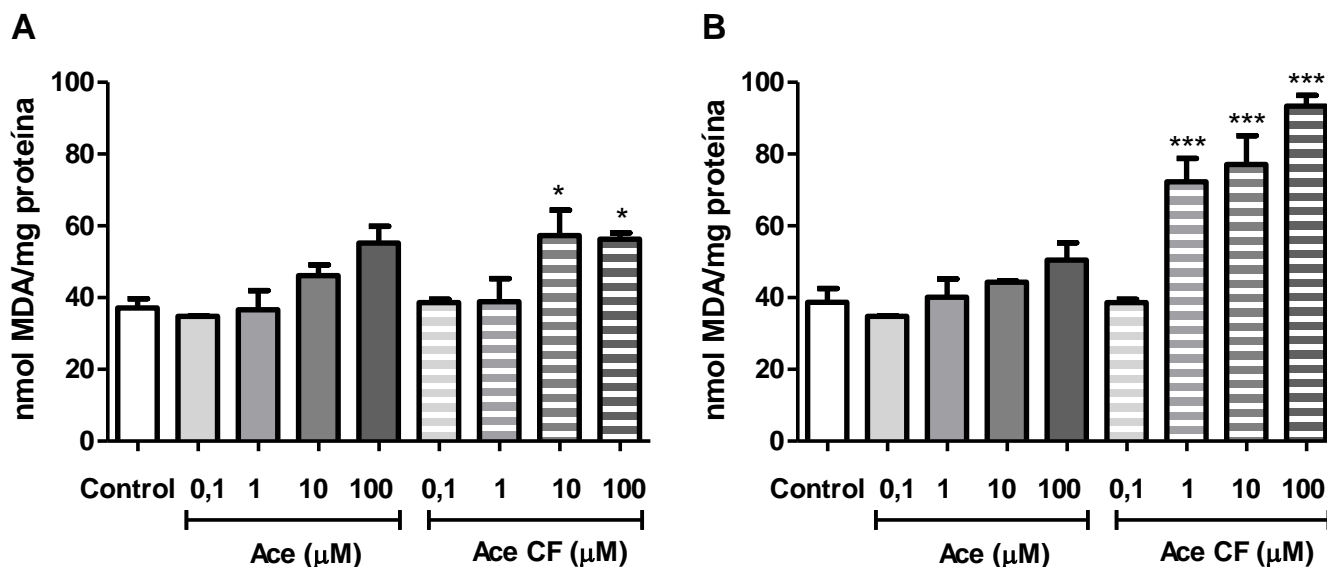 A
nmol MDA/mg proteína
100
80
60
40
20
0
* *
Control 0,1 1 10 100 0,1 1 10 100
Ace (μM) Ace CF (μM)
B
nmol MDA/mg proteína
100
80
60
40
20
0
*** *** ***
Control 0,1 1 10 100 0,1 1 10 100
Ace (μM) Ace CF (μM)